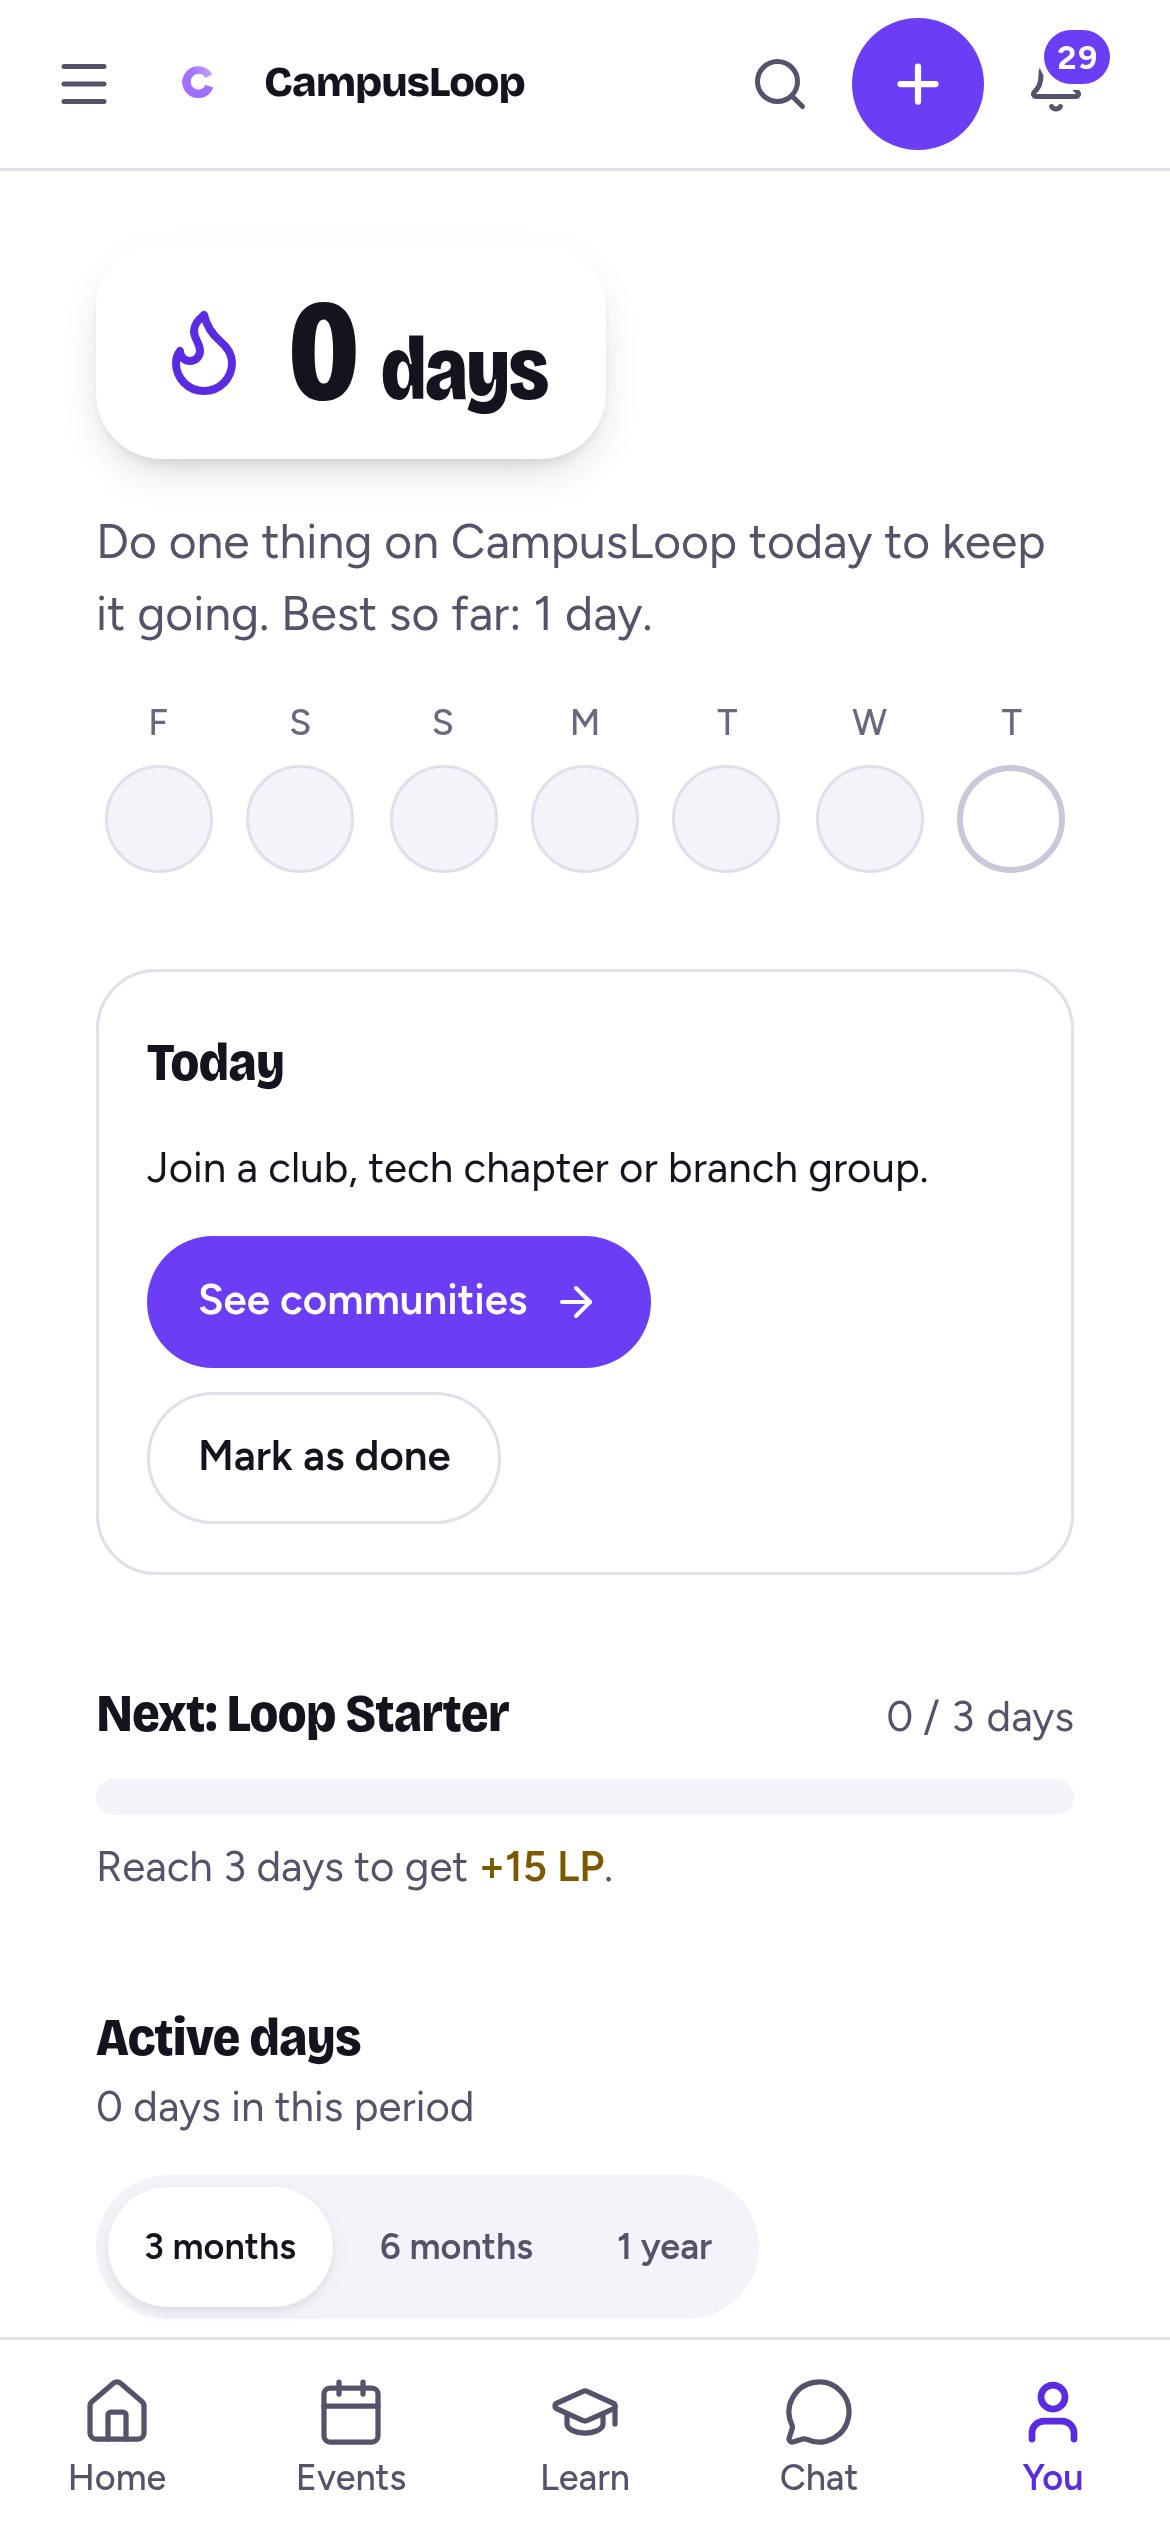 CampusLoop
29
0 days
Do one thing on CampusLoop today to keep
it going. Best so far: 1 day.
F S S M T W T
Today
Join a club, tech chapter or branch group.
See communities
Mark as done
Next: Loop Starter
0 / 3 days
Reach 3 days to get +15 LP.
Active days
0 days in this period
3 months 6 months 1 year
Home Events Learn Chat You